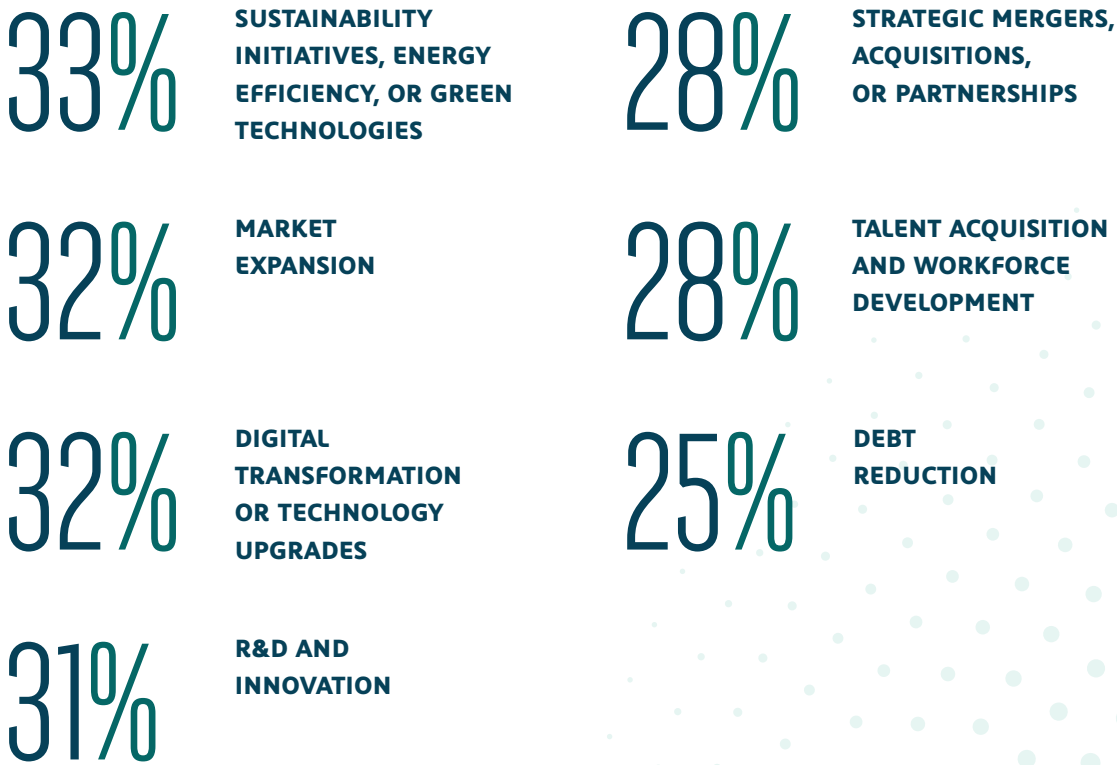 33%
SUSTAINABILITY
INITIATIVES, ENERGY
EFFICIENCY, OR GREEN
TECHNOLOGIES
32%
MARKET
EXPANSION
32%
DIGITAL
TRANSFORMATION
OR TECHNOLOGY
UPGRADES
31%
R&D AND
INNOVATION
28%
STRATEGIC MERGERS,
ACQUISITIONS,
OR PARTNERSHIPS
28%
TALENT ACQUISITION
AND WORKFORCE
DEVELOPMENT
25%
DEBT
REDUCTION